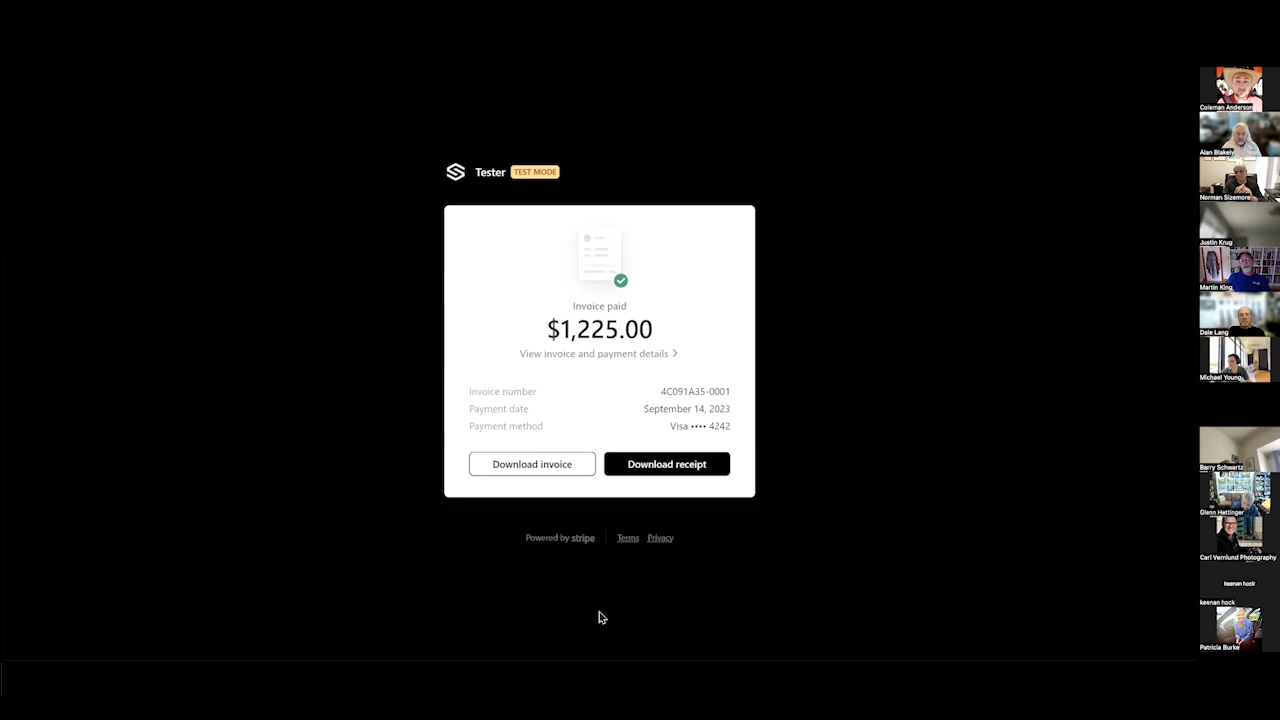 Tester TEST MODE
Invoice paid
$1,225.00
View invoice and payment details
Invoice number 4C091A35-0001
Payment date September 14, 2023
Payment method Visa •••• 4242
Download invoice Download receipt
Powered by stripe Terms Privacy
Coleman Anderson
Alan Blakely
Norman Sizemore
Justin Krug
Martin King
Dale Lang
Michael Young
Barry Schwartz
Glenn Hettinger
Carl Vernlund Photography
keenan hock
keenan hock
Patricia Burke